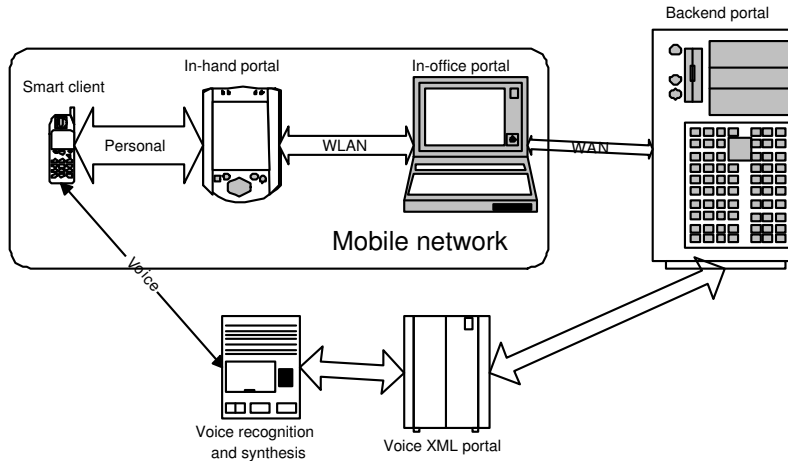 Backend portal
In-hand portal
In-office portal
Smart client
Personal
WLAN
WAN
Mobile network
Voice
Voice recognition
and synthesis
Voice XML portal